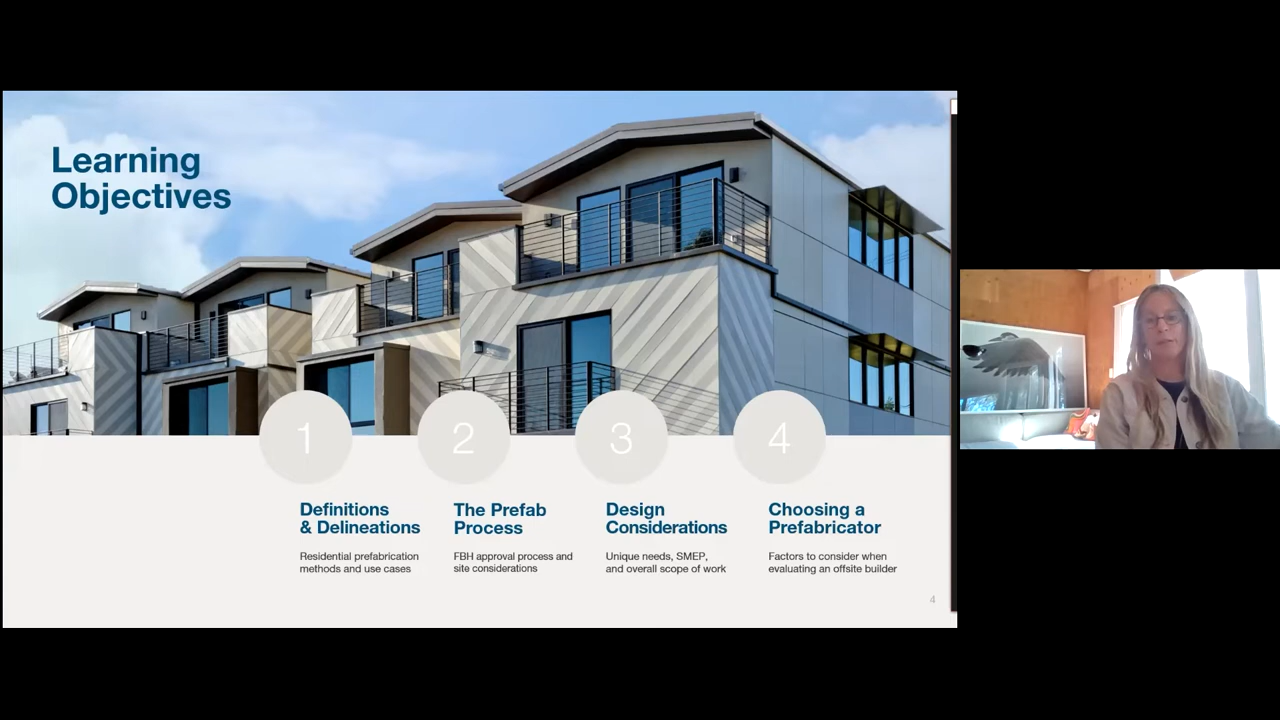 Learning
Objectives
1
2
3
4
Definitions
& Delineations
Residential prefabrication
methods and use cases
The Prefab
Process
FBH approval process and
site considerations
Design
Considerations
Unique needs, SMEP,
and overall scope of work
Choosing a
Prefabricator
Factors to consider when
evaluating an offsite builder
4